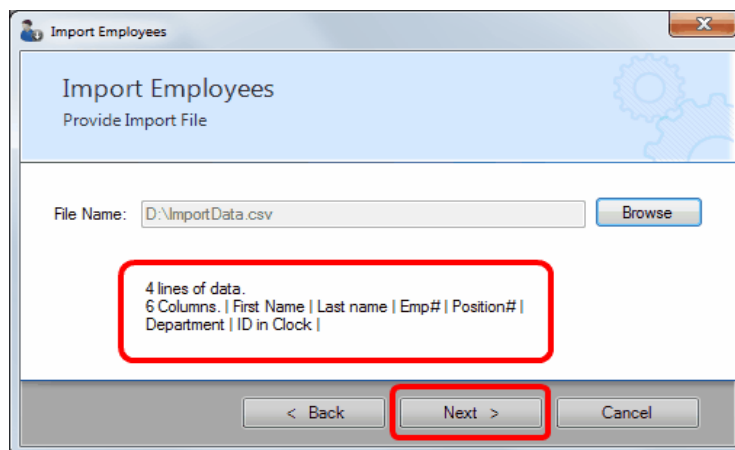 Import Employees
Import Employees
Provide Import File
File Name: D:\ImportData.csv Browse
4 lines of data.
6 Columns. | First Name | Last name | Emp# | Position# |
Department | ID in Clock |
< Back Next > Cancel